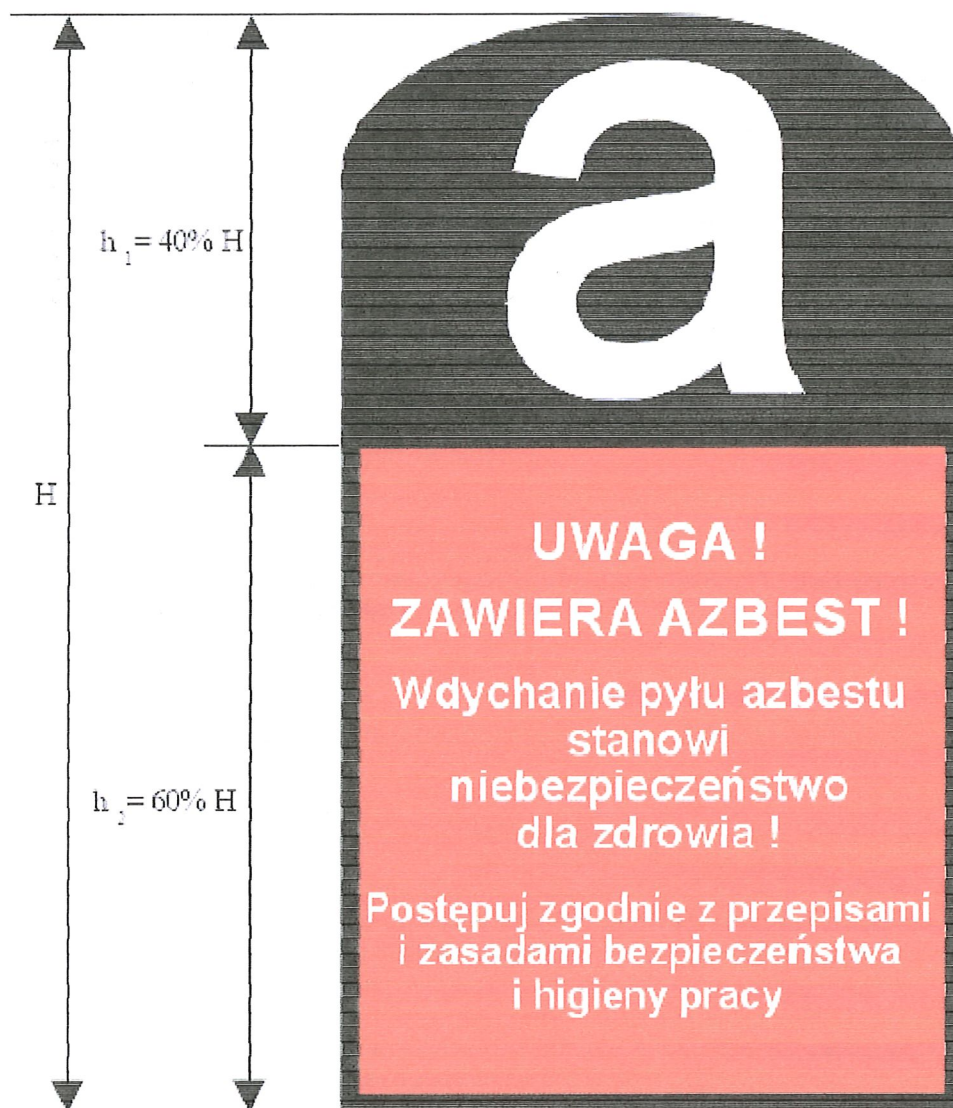 a
h₁ = 40% H
H
UWAGA !
ZAWIERA AZBEST !
Wdychanie pyłu azbestu
stanowi
niebezpieczeństwo
dla zdrowia !
h₂ = 60% H
Postępuj zgodnie z przepisami
i zasadami bezpieczeństwa
i higieny pracy